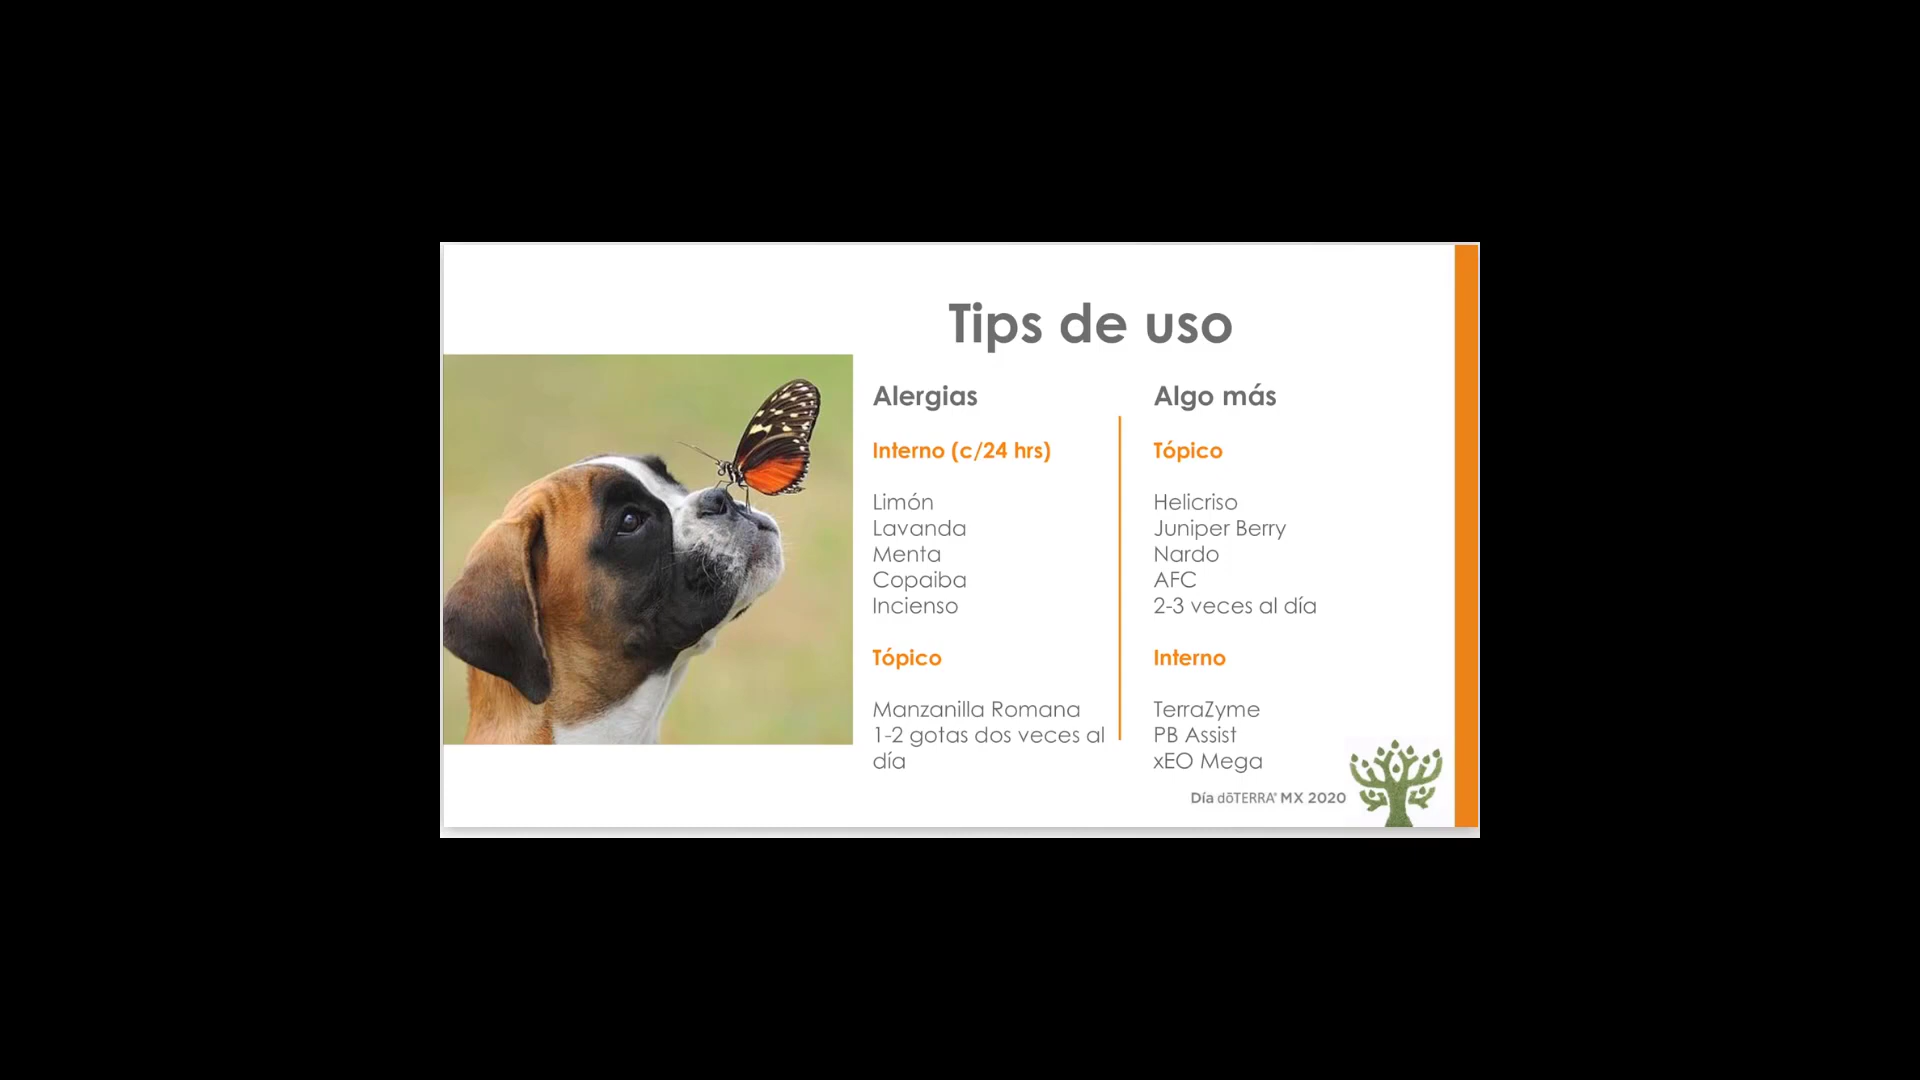 Tips de uso
Alergias
Interno (c/24 hrs)
Limón
Lavanda
Menta
Copaiba
Incienso
Tópico
Manzanilla Romana
1-2 gotas dos veces al
día
Algo más
Tópico
Helicriso
Juniper Berry
Nardo
AFC
2-3 veces al día
Interno
TerraZyme
PB Assist
xEO Mega
Día dōTERRA® MX 2020